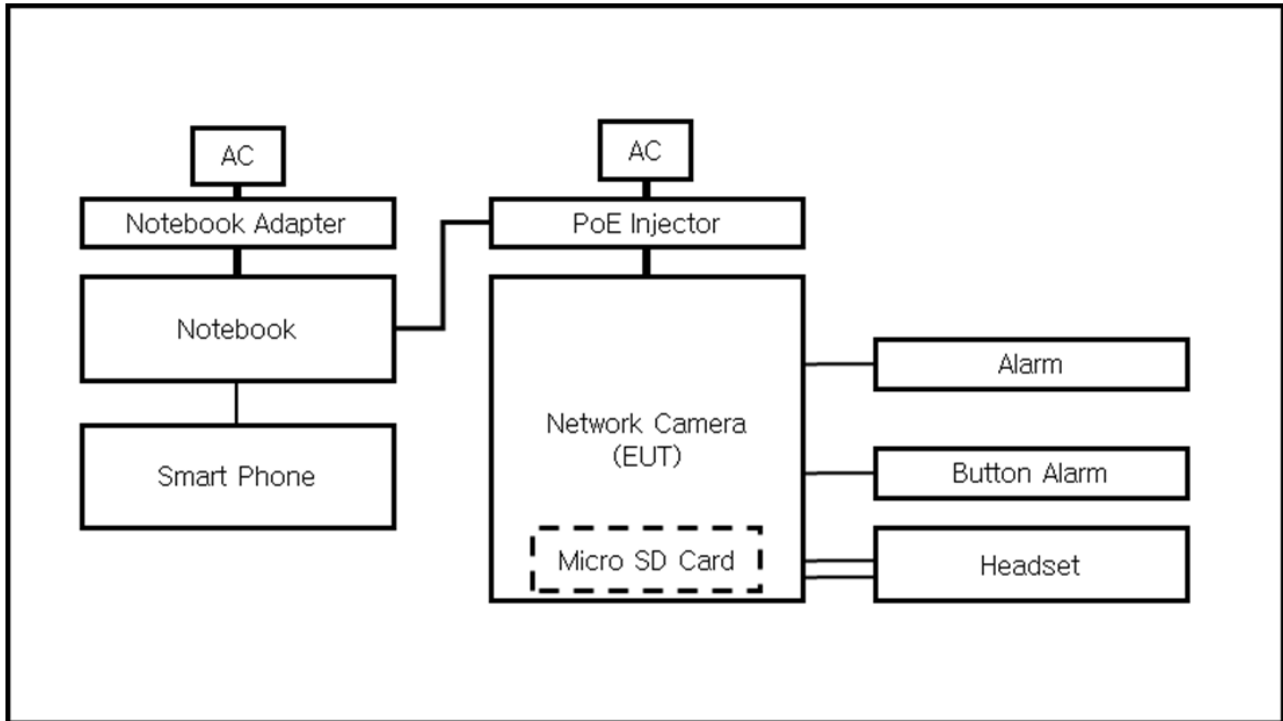 AC
Notebook Adapter
Notebook
Smart Phone
AC
PoE Injector
Network Camera
(EUT)
Micro SD Card
Alarm
Button Alarm
Headset